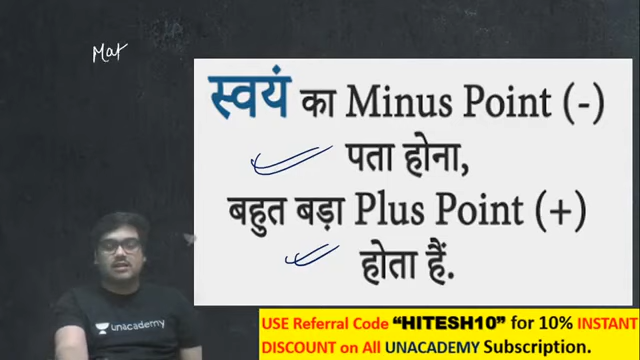 Mat
स्वयं का Minus Point (-)
पता होना,
बहुत बड़ा Plus Point (+)
होता हैं.
unacademy
USE Referral Code “HITESH10” for 10% INSTANT
DISCOUNT on All UNACADEMY Subscription.